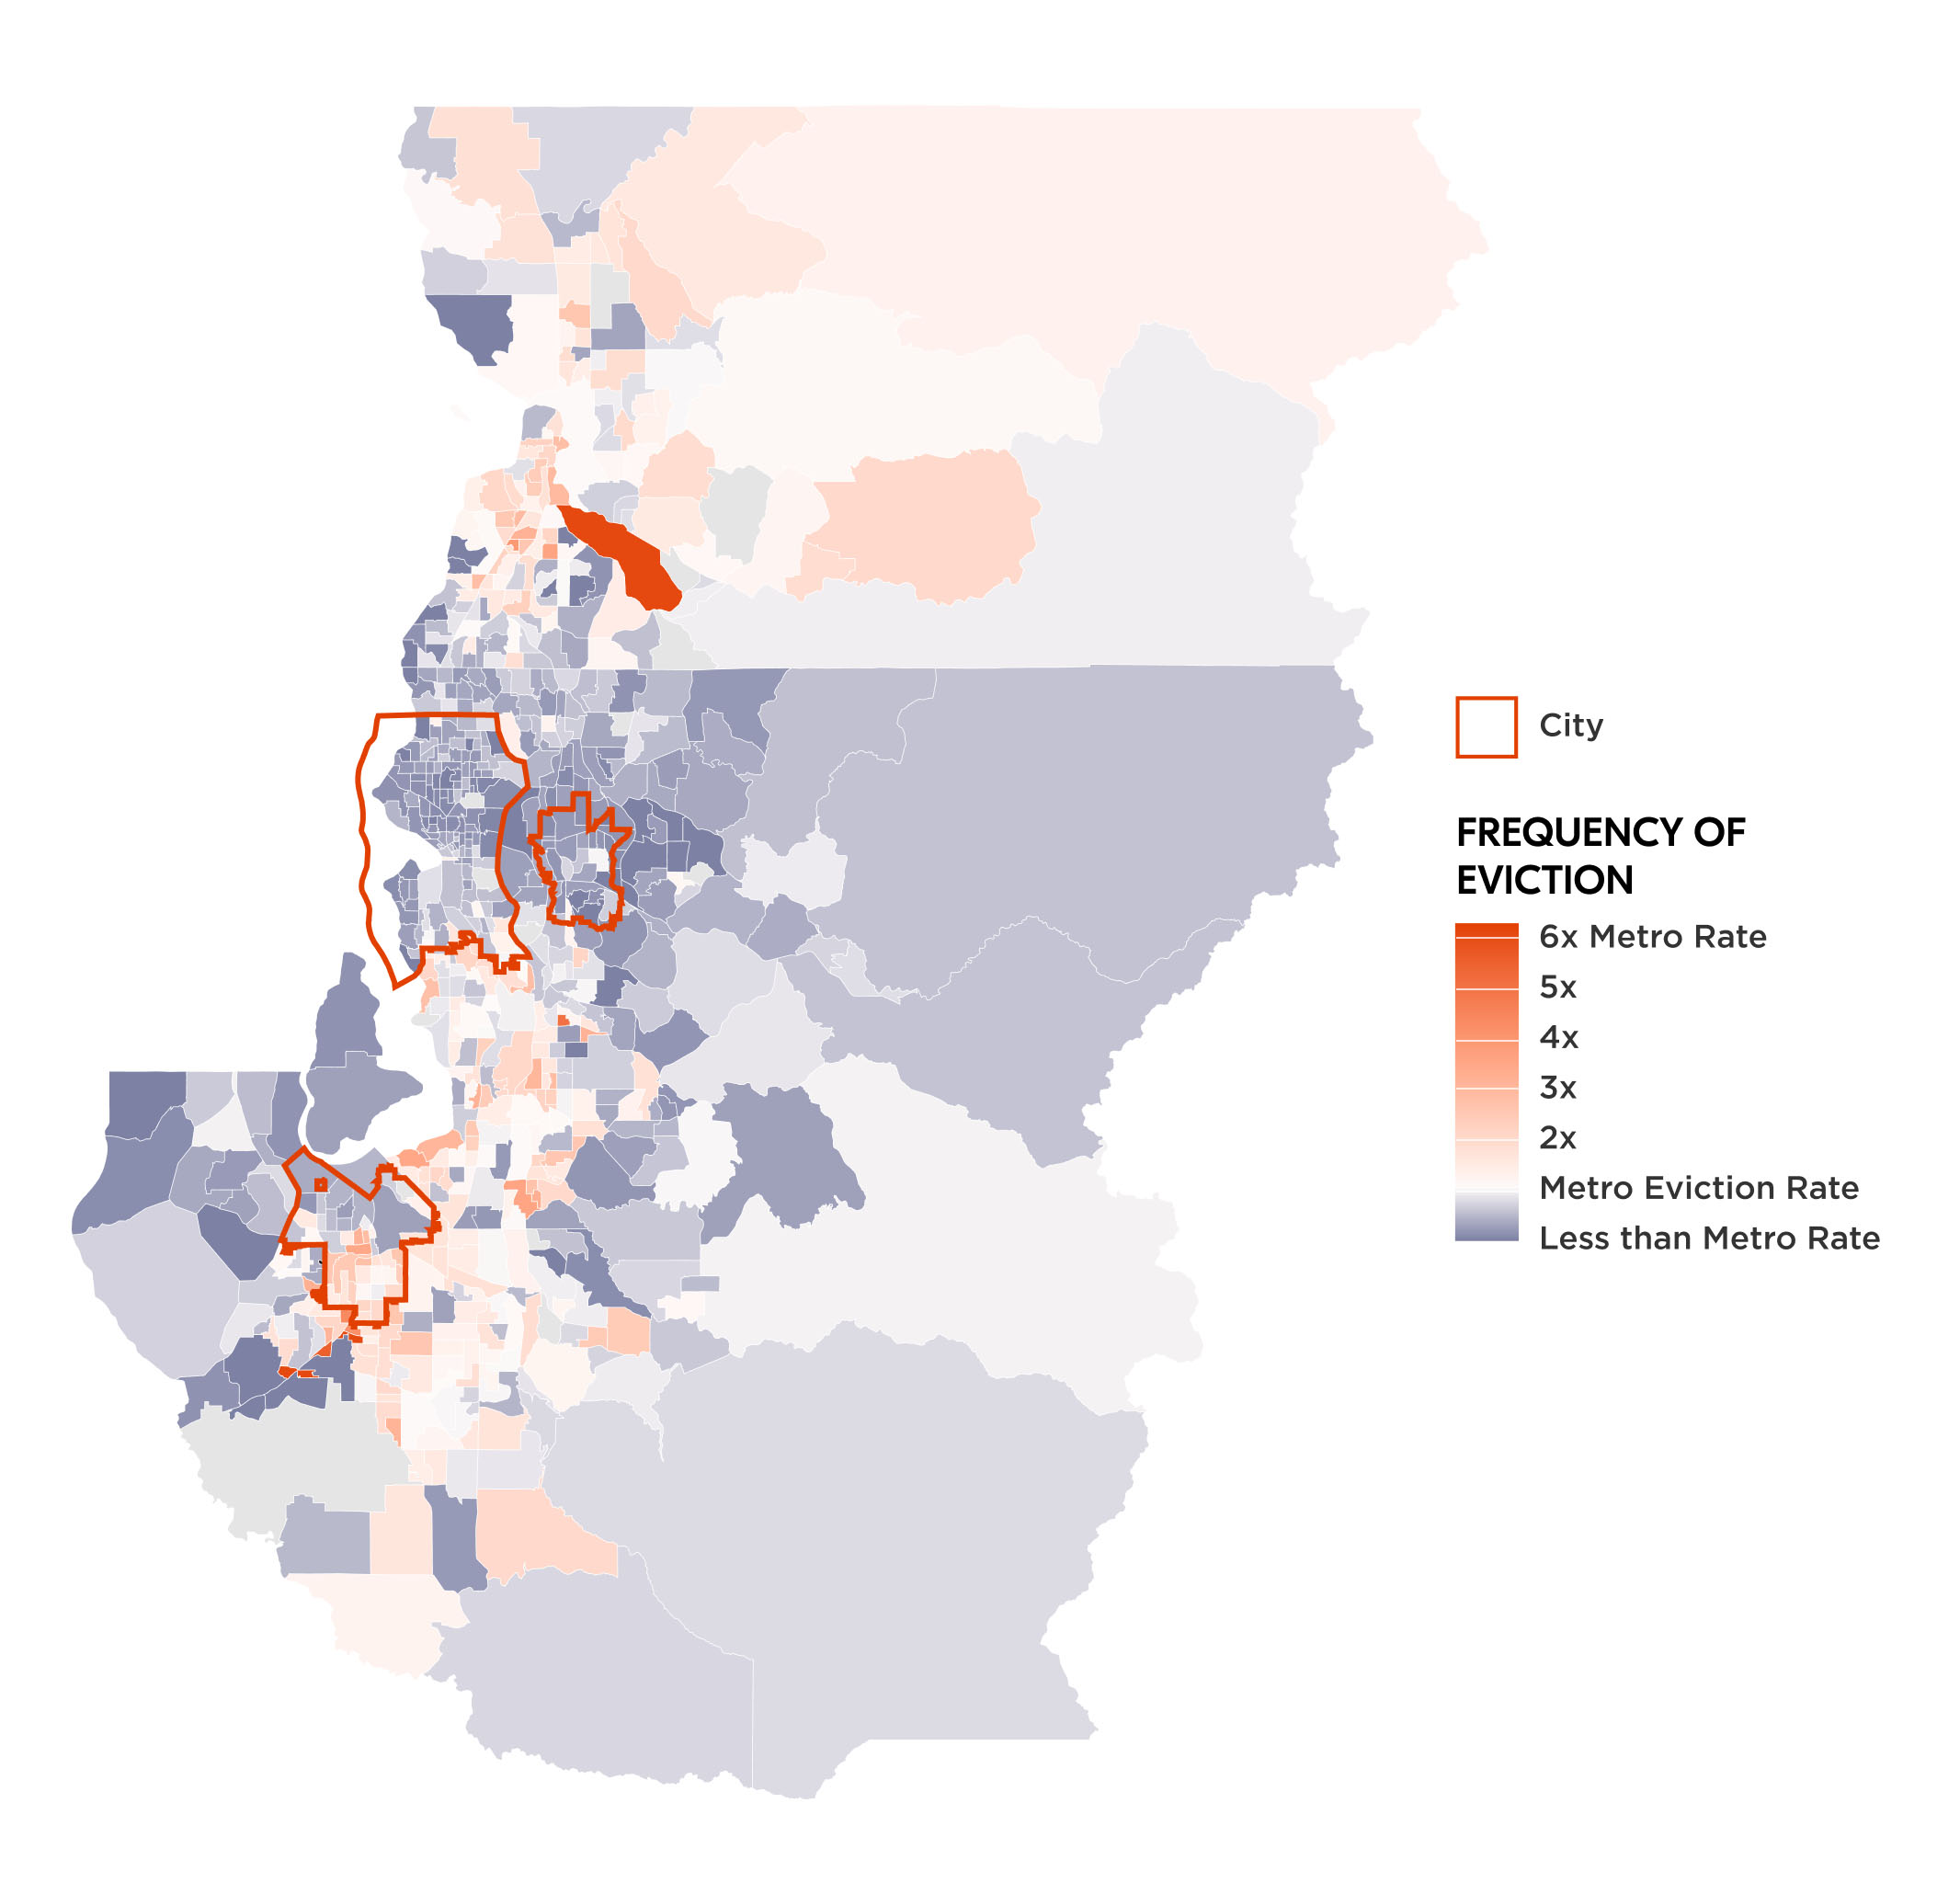 City
FREQUENCY OF
EVICTION
6x Metro Rate
5x
4x
3x
2x
Metro Eviction Rate
Less than Metro Rate